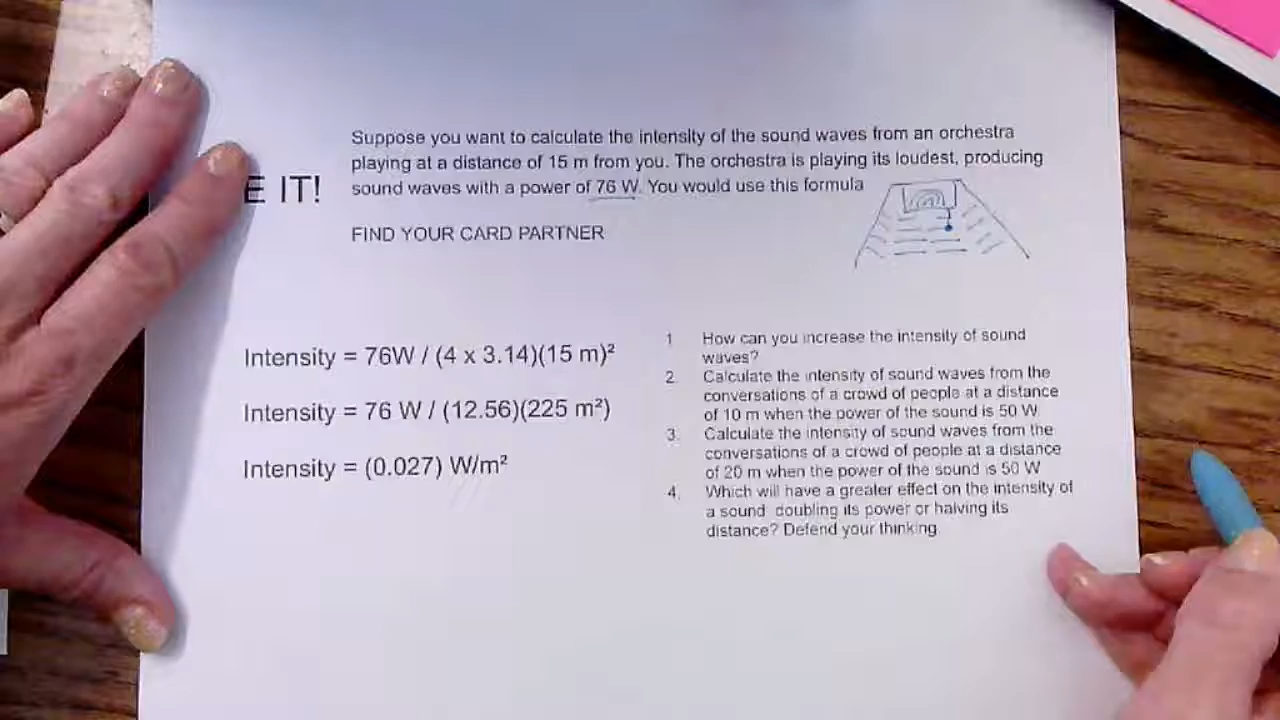 Suppose you want to calculate the intensity of the sound waves from an orchestra
playing at a distance of 15 m from you. The orchestra is playing its loudest, producing
E IT!
sound waves with a power of 76 W. You would use this formula
FIND YOUR CARD PARTNER
Intensity = 76W / (4 x 3.14)(15 m)²
Intensity = 76 W / (12.56)(225 m²)
Intensity = (0.027) W/m²
1 How can you increase the intensity of sound
waves?
2. Calculate the intensity of sound waves from the
conversations of a crowd of people at a distance
of 10 m when the power of the sound is 50 W
3. Calculate the intensity of sound waves from the
conversations of a crowd of people at a distance
of 20 m when the power of the sound is 50 W
4. Which will have a greater effect on the intensity of
a sound doubling its power or halving its
distance? Defend your thinking.